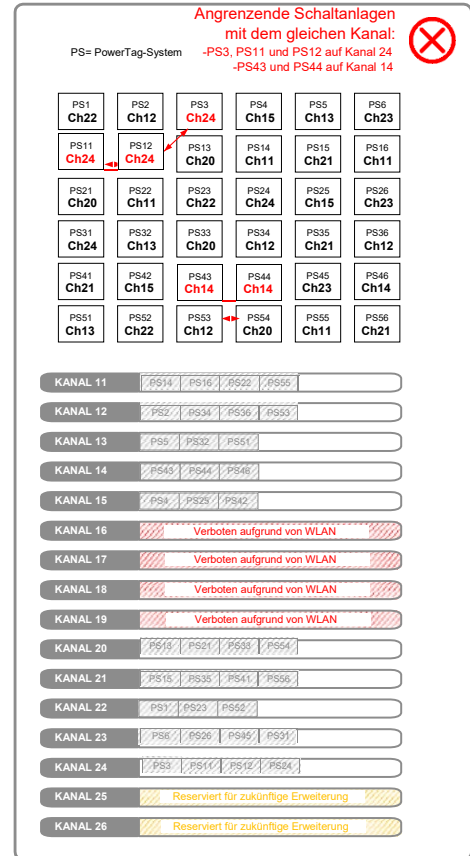 Angrenzende Schaltanlagen
mit dem gleichen Kanal:
PS= PowerTag-System -PS3, PS11 und PS12 auf Kanal 24
-PS43 und PS44 auf Kanal 14
PS1 PS2 PS3 PS4 PS5 PS6
Ch22 Ch12 Ch24 Ch15 Ch13 Ch23
PS11 PS12 PS13 PS14 PS15 PS16
Ch24 Ch24 Ch20 Ch11 Ch21 Ch11
PS21 PS22 PS23 PS24 PS25 PS26
Ch20 Ch11 Ch22 Ch24 Ch15 Ch23
PS31 PS32 PS33 PS34 PS35 PS36
Ch24 Ch13 Ch20 Ch12 Ch21 Ch12
PS41 PS42 PS43 PS44 PS45 PS46
Ch21 Ch15 Ch14 Ch14 Ch23 Ch14
PS51 PS52 PS53 PS54 PS55 PS56
Ch13 Ch22 Ch12 Ch20 Ch11 Ch21
KANAL 11 PS14 PS16 PS22 PS55
KANAL 12 PS2 PS34 PS36 PS53
KANAL 13 PS5 PS32 PS51
KANAL 14 PS43 PS44 PS46
KANAL 15 PS4 PS25 PS42
KANAL 16 Verboten aufgrund von WLAN
KANAL 17 Verboten aufgrund von WLAN
KANAL 18 Verboten aufgrund von WLAN
KANAL 19 Verboten aufgrund von WLAN
KANAL 20 PS13 PS21 PS33 PS54
KANAL 21 PS15 PS35 PS41 PS56
KANAL 22 PS1 PS23 PS52
KANAL 23 PS6 PS26 PS45 PS31
KANAL 24 PS3 PS11 PS12 PS24
KANAL 25 Reserviert für zukünftige Erweiterung
KANAL 26 Reserviert für zukünftige Erweiterung